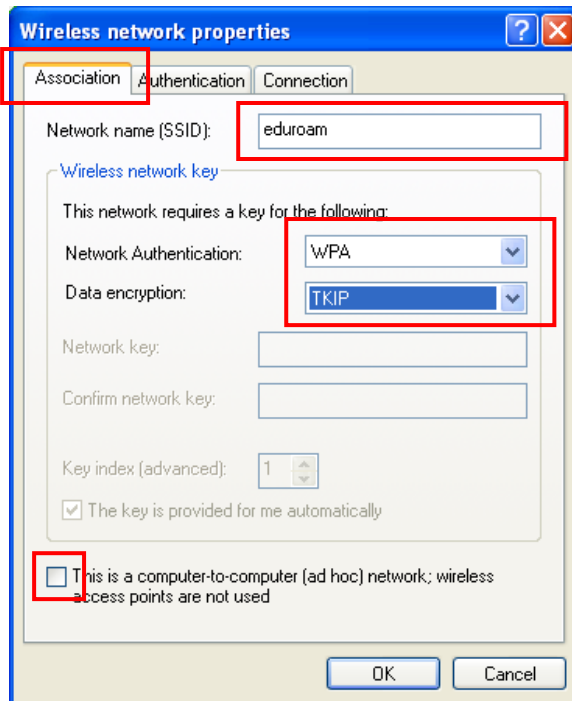 Wireless network properties
Association Authentication Connection
Network name (SSID): eduroam
Wireless network key
This network requires a key for the following:
Network Authentication: WPA
Data encryption: TKIP
Network key:
Confirm network key:
Key index (advanced): 1
The key is provided for me automatically
This is a computer-to-computer (ad hoc) network; wireless
access points are not used
OK Cancel